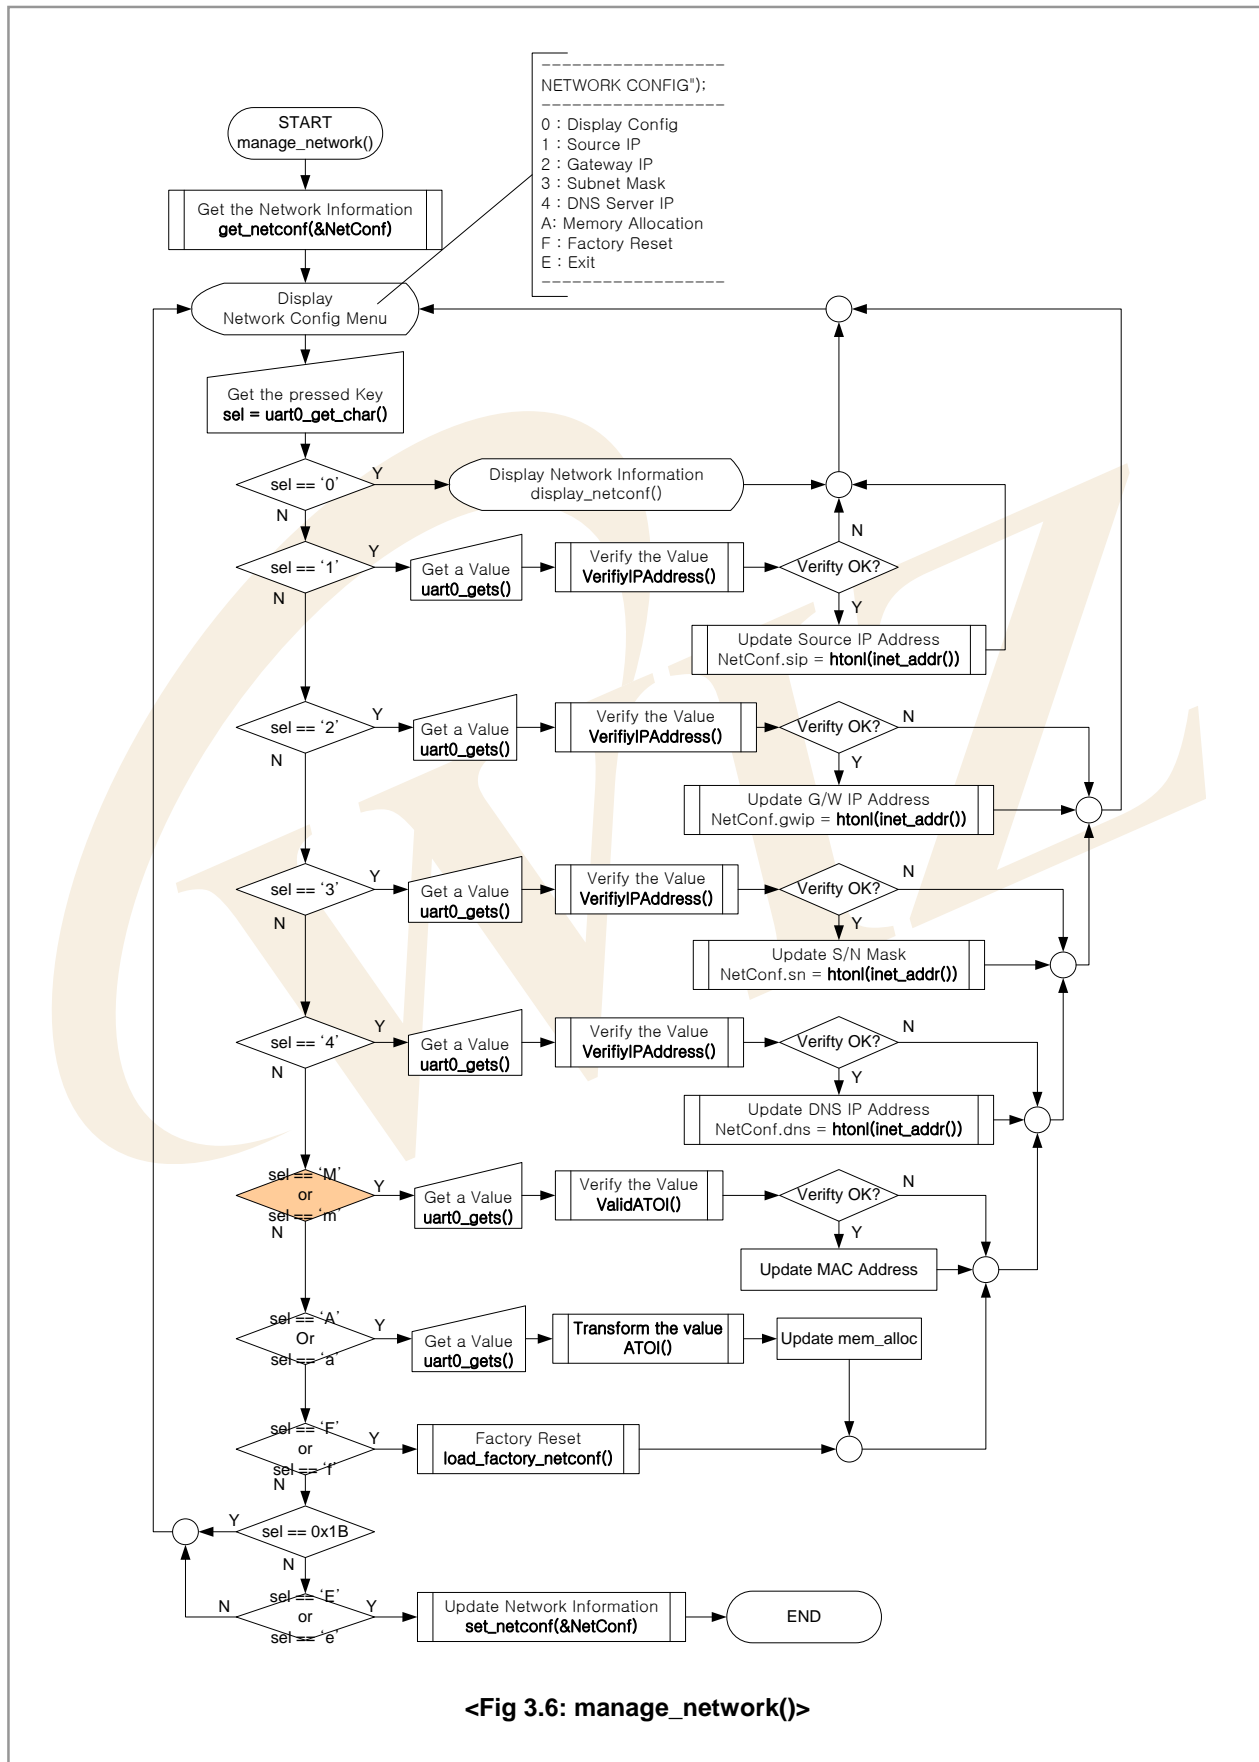 ------------------
NETWORK CONFIG");
------------------
0 : Display Config
1 : Source IP
2 : Gateway IP
3 : Subnet Mask
4 : DNS Server IP
A: Memory Allocation
F : Factory Reset
E : Exit
------------------
START
manage_network()
Get the Network Information
get_netconf(&NetConf)
Display
Network Config Menu
Get the pressed Key
sel = uart0_get_char()
sel == ‘0’
Y
N
Display Network Information
display_netconf()
sel == ‘1’
Y
N
Get a Value
uart0_gets()
Verify the Value
VerifiyIPAddress()
Verifty OK?
N
Y
Update Source IP Address
NetConf.sip = htonl(inet_addr())
sel == ‘2’
Y
N
Get a Value
uart0_gets()
Verify the Value
VerifiyIPAddress()
Verifty OK?
N
Y
Update G/W IP Address
NetConf.gwip = htonl(inet_addr())
sel == ‘3’
Y
N
Get a Value
uart0_gets()
Verify the Value
VerifiyIPAddress()
Verifty OK?
N
Y
Update S/N Mask
NetConf.sn = htonl(inet_addr())
sel == ‘4’
Y
N
Get a Value
uart0_gets()
Verify the Value
VerifiyIPAddress()
Verifty OK?
N
Y
Update DNS IP Address
NetConf.dns = htonl(inet_addr())
sel == ‘M’
or
sel == ‘m’
Y
N
Get a Value
uart0_gets()
Verify the Value
ValidATOI()
Verifty OK?
N
Y
Update MAC Address
sel == ‘A’
Or
sel == ‘a’
Y
Get a Value
uart0_gets()
Transform the value
ATOI()
Update mem_alloc
sel == ‘F’
or
sel == ‘f’
Y
N
Factory Reset
load_factory_netconf()
sel == 0x1B
Y
N
sel == ‘E’
or
sel == ‘e’
N
Y
Update Network Information
set_netconf(&NetConf)
END
WIZ
<Fig 3.6: manage_network()>